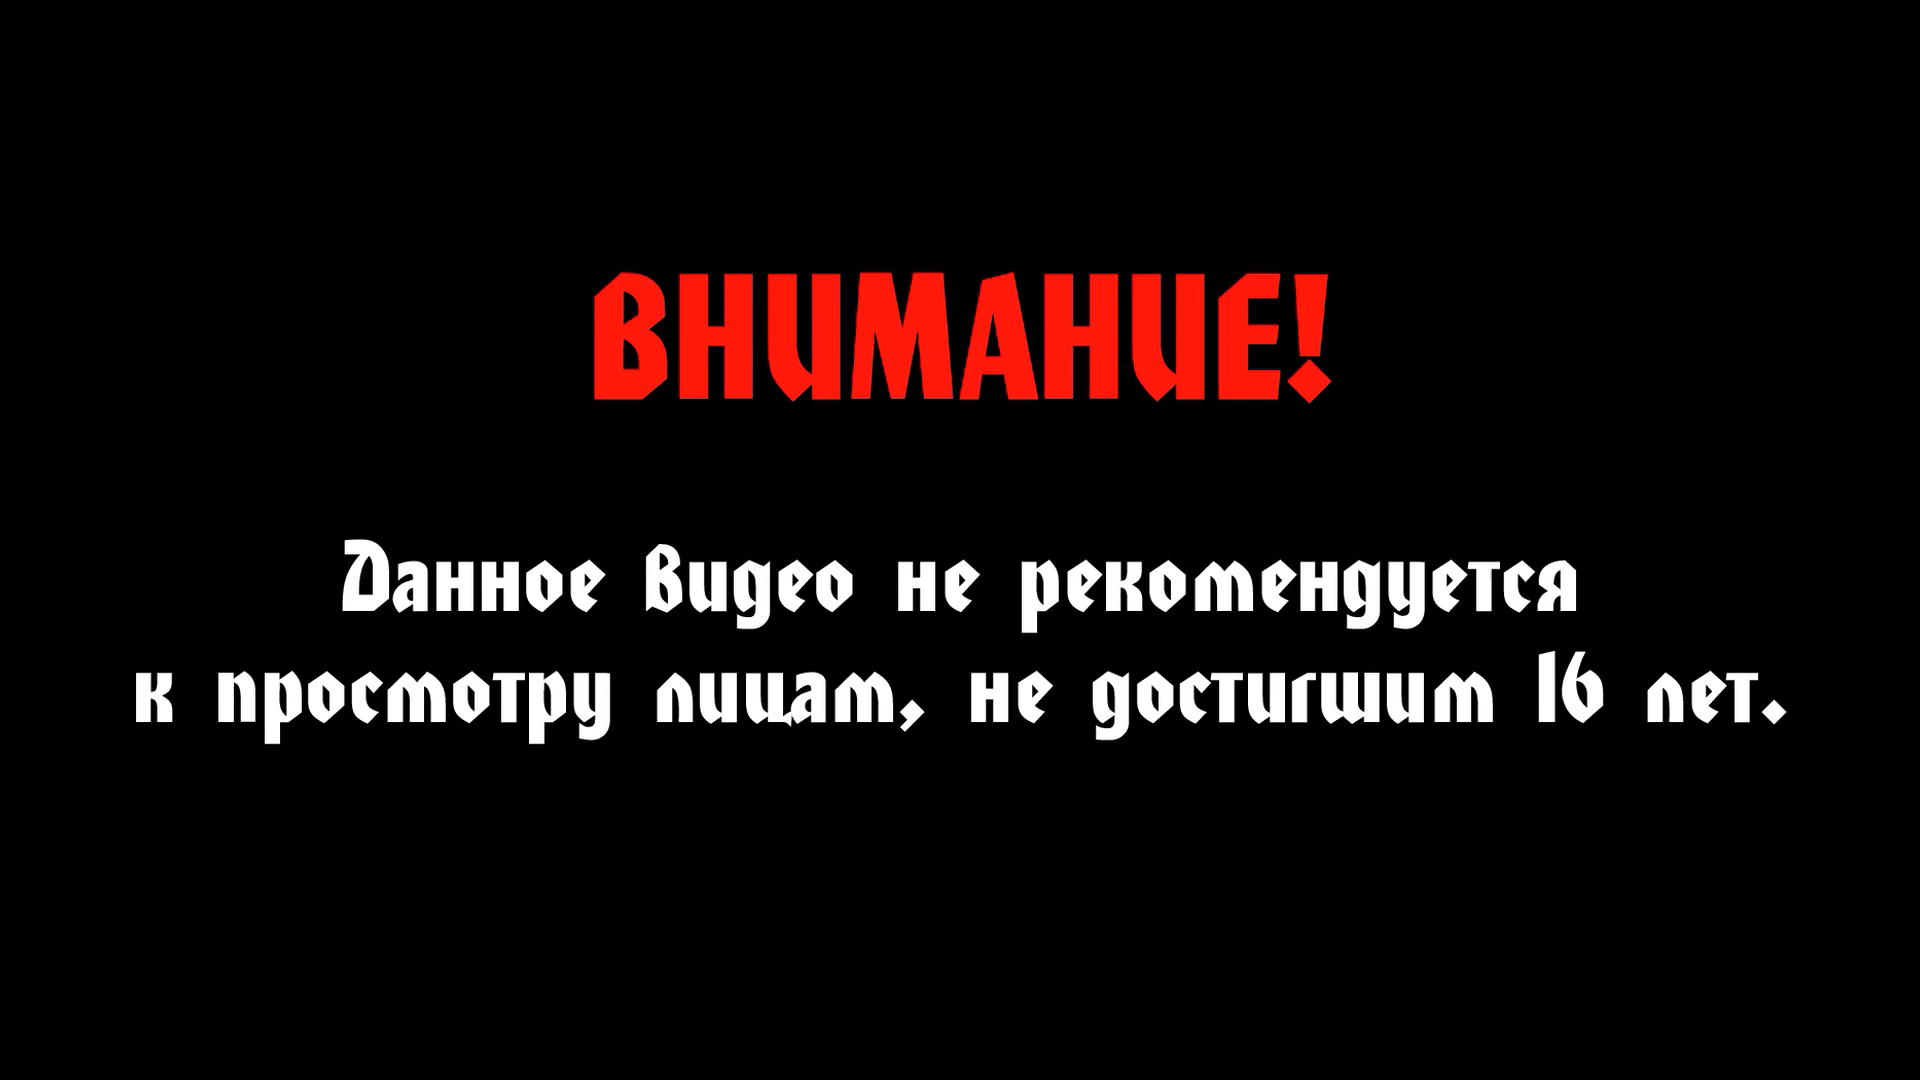 ВНИМАНИЕ!
Данное видео не рекомендуется
к просмотру лицам, не достигшим 16 лет.